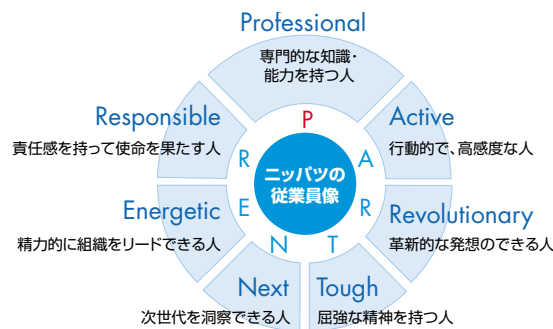 Professional
専門的な知識・
能力を持つ人
P
Active
行動的で、高感度な人
A
Revolutionary
革新的な発想のできる人
R
Tough
屈強な精神を持つ人
T
Next
次世代を洞察できる人
N
Energetic
精力的に組織をリードできる人
E
Responsible
責任感を持って使命を果たす人
R
ニッパツの
従業員像